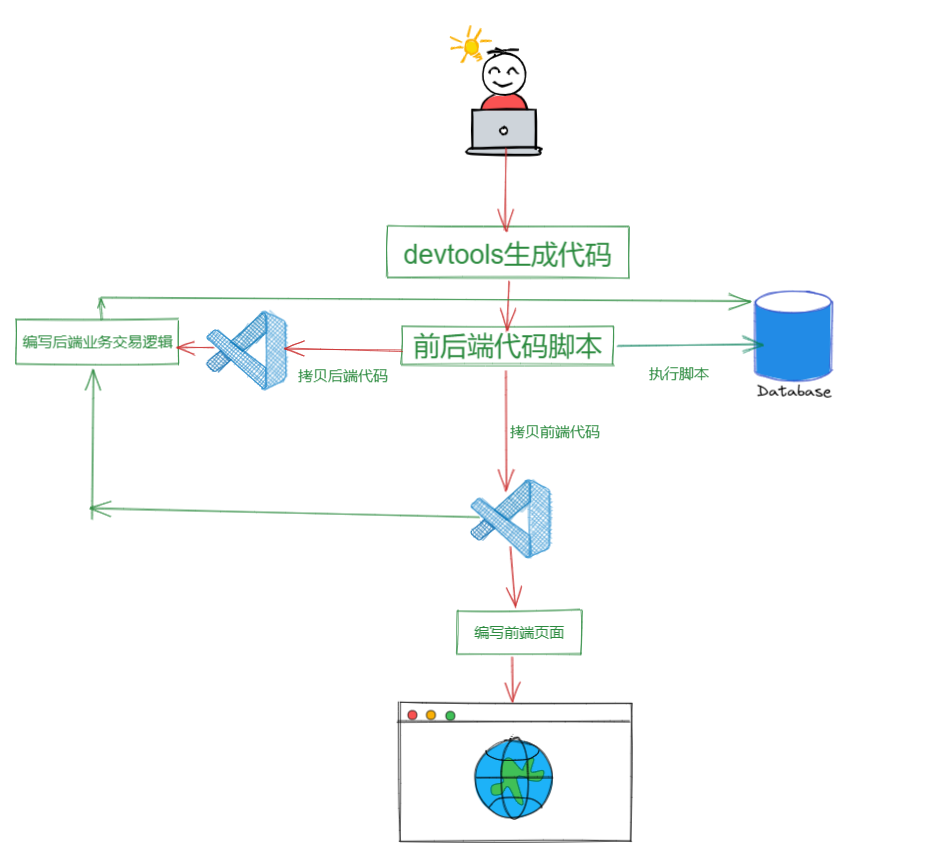 devtools生成代码
编写后端业务交易逻辑
前后端代码脚本
拷贝后端代码
执行脚本
Database
拷贝前端代码
编写前端页面